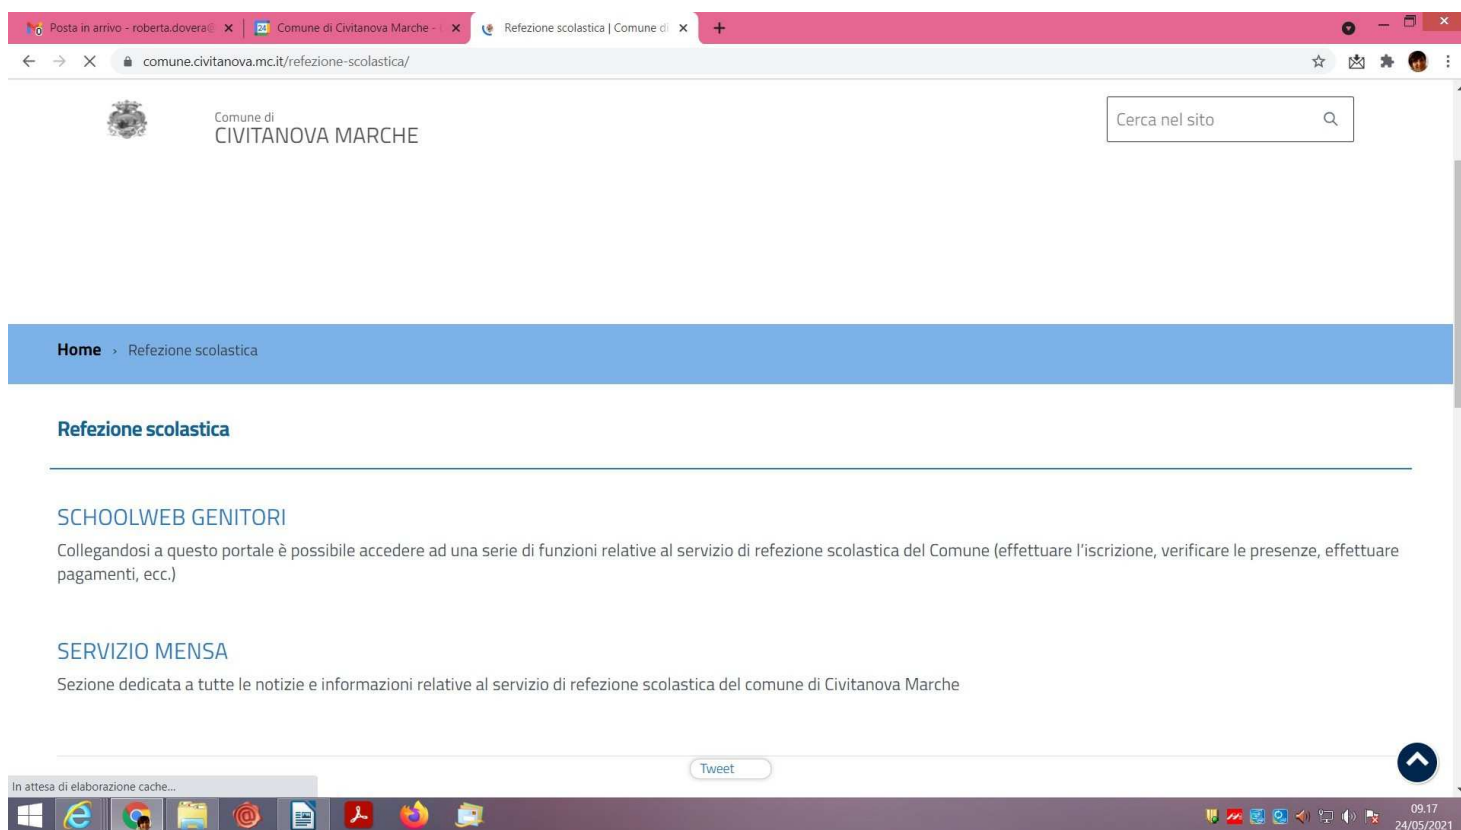 Posta in arrivo - roberta.dovera@
Comune di Civitanova Marche -
Refezione scolastica | Comune di
comune.civitanova.mc.it/refezione-scolastica/
Comune di
CIVITANOVA MARCHE
Cerca nel sito
Home › Refezione scolastica
Refezione scolastica
SCHOOLWEB GENITORI
Collegandosi a questo portale è possibile accedere ad una serie di funzioni relative al servizio di refezione scolastica del Comune (effettuare l'iscrizione, verificare le presenze, effettuare
pagamenti, ecc.)
SERVIZIO MENSA
Sezione dedicata a tutte le notizie e informazioni relative al servizio di refezione scolastica del comune di Civitanova Marche
Tweet
In attesa di elaborazione cache...
09.17
24/05/2021